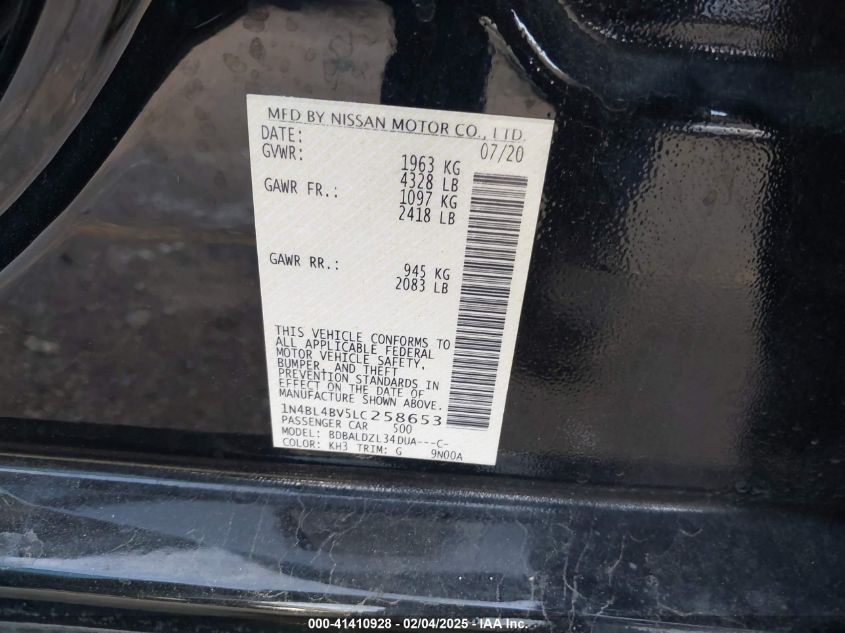 MFD BY NISSAN MOTOR CO., LTD.
DATE: 07/20
GVWR: 1963 KG
4328 LB
GAWR FR.: 1097 KG
2418 LB
GAWR RR.: 945 KG
2083 LB
THIS VEHICLE CONFORMS TO
ALL APPLICABLE FEDERAL
MOTOR VEHICLE SAFETY,
BUMPER, AND THEFT
PREVENTION STANDARDS IN
EFFECT ON THE DATE OF
MANUFACTURE SHOWN ABOVE.
1N4BL4BV5LC258653
PASSENGER CAR 500
MODEL: BDBALDZL34DUA---C-
COLOR: KH3 TRIM: G 9N00A
000-41410928 - 02/04/2025 - IAA Inc.